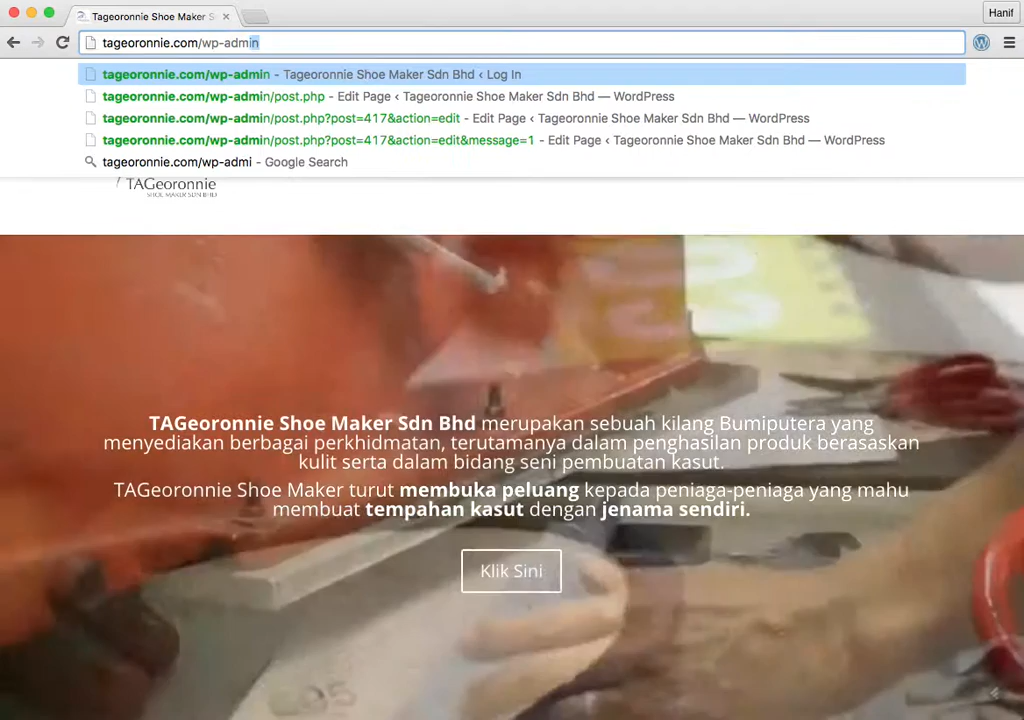 Tageoronnie Shoe Maker S
Hanif
tageoronnie.com/wp-admin
tageoronnie.com/wp-admin - Tageoronnie Shoe Maker Sdn Bhd ‹ Log In
tageoronnie.com/wp-admin/post.php - Edit Page ‹ Tageoronnie Shoe Maker Sdn Bhd — WordPress
tageoronnie.com/wp-admin/post.php?post=417&action=edit - Edit Page ‹ Tageoronnie Shoe Maker Sdn Bhd — WordPress
tageoronnie.com/wp-admin/post.php?post=417&action=edit&message=1 - Edit Page ‹ Tageoronnie Shoe Maker Sdn Bhd — WordPress
tageoronnie.com/wp-admi - Google Search
TAGeoronnie
SHOE MAKER SDN BHD
TAGeoronnie Shoe Maker Sdn Bhd merupakan sebuah kilang Bumiputera yang
menyediakan berbagai perkhidmatan, terutamanya dalam penghasilan produk berasaskan
kulit serta dalam bidang seni pembuatan kasut.
TAGeoronnie Shoe Maker turut membuka peluang kepada peniaga-peniaga yang mahu
membuat tempahan kasut dengan jenama sendiri.
Klik Sini